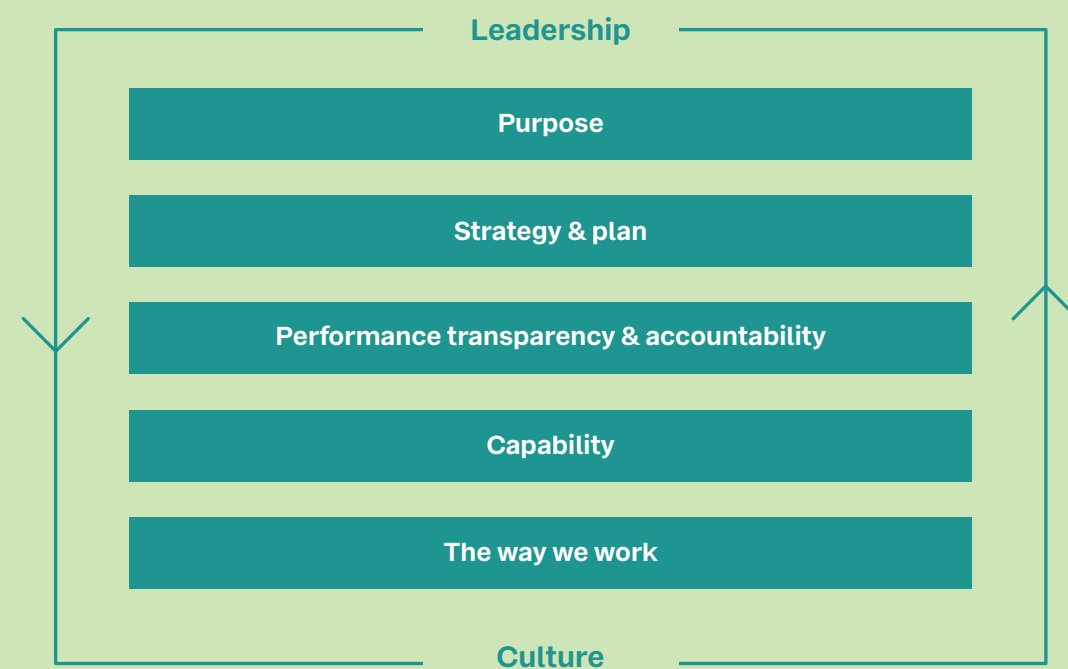 Leadership
Purpose
Strategy & plan
Performance transparency & accountability
Capability
The way we work
Culture